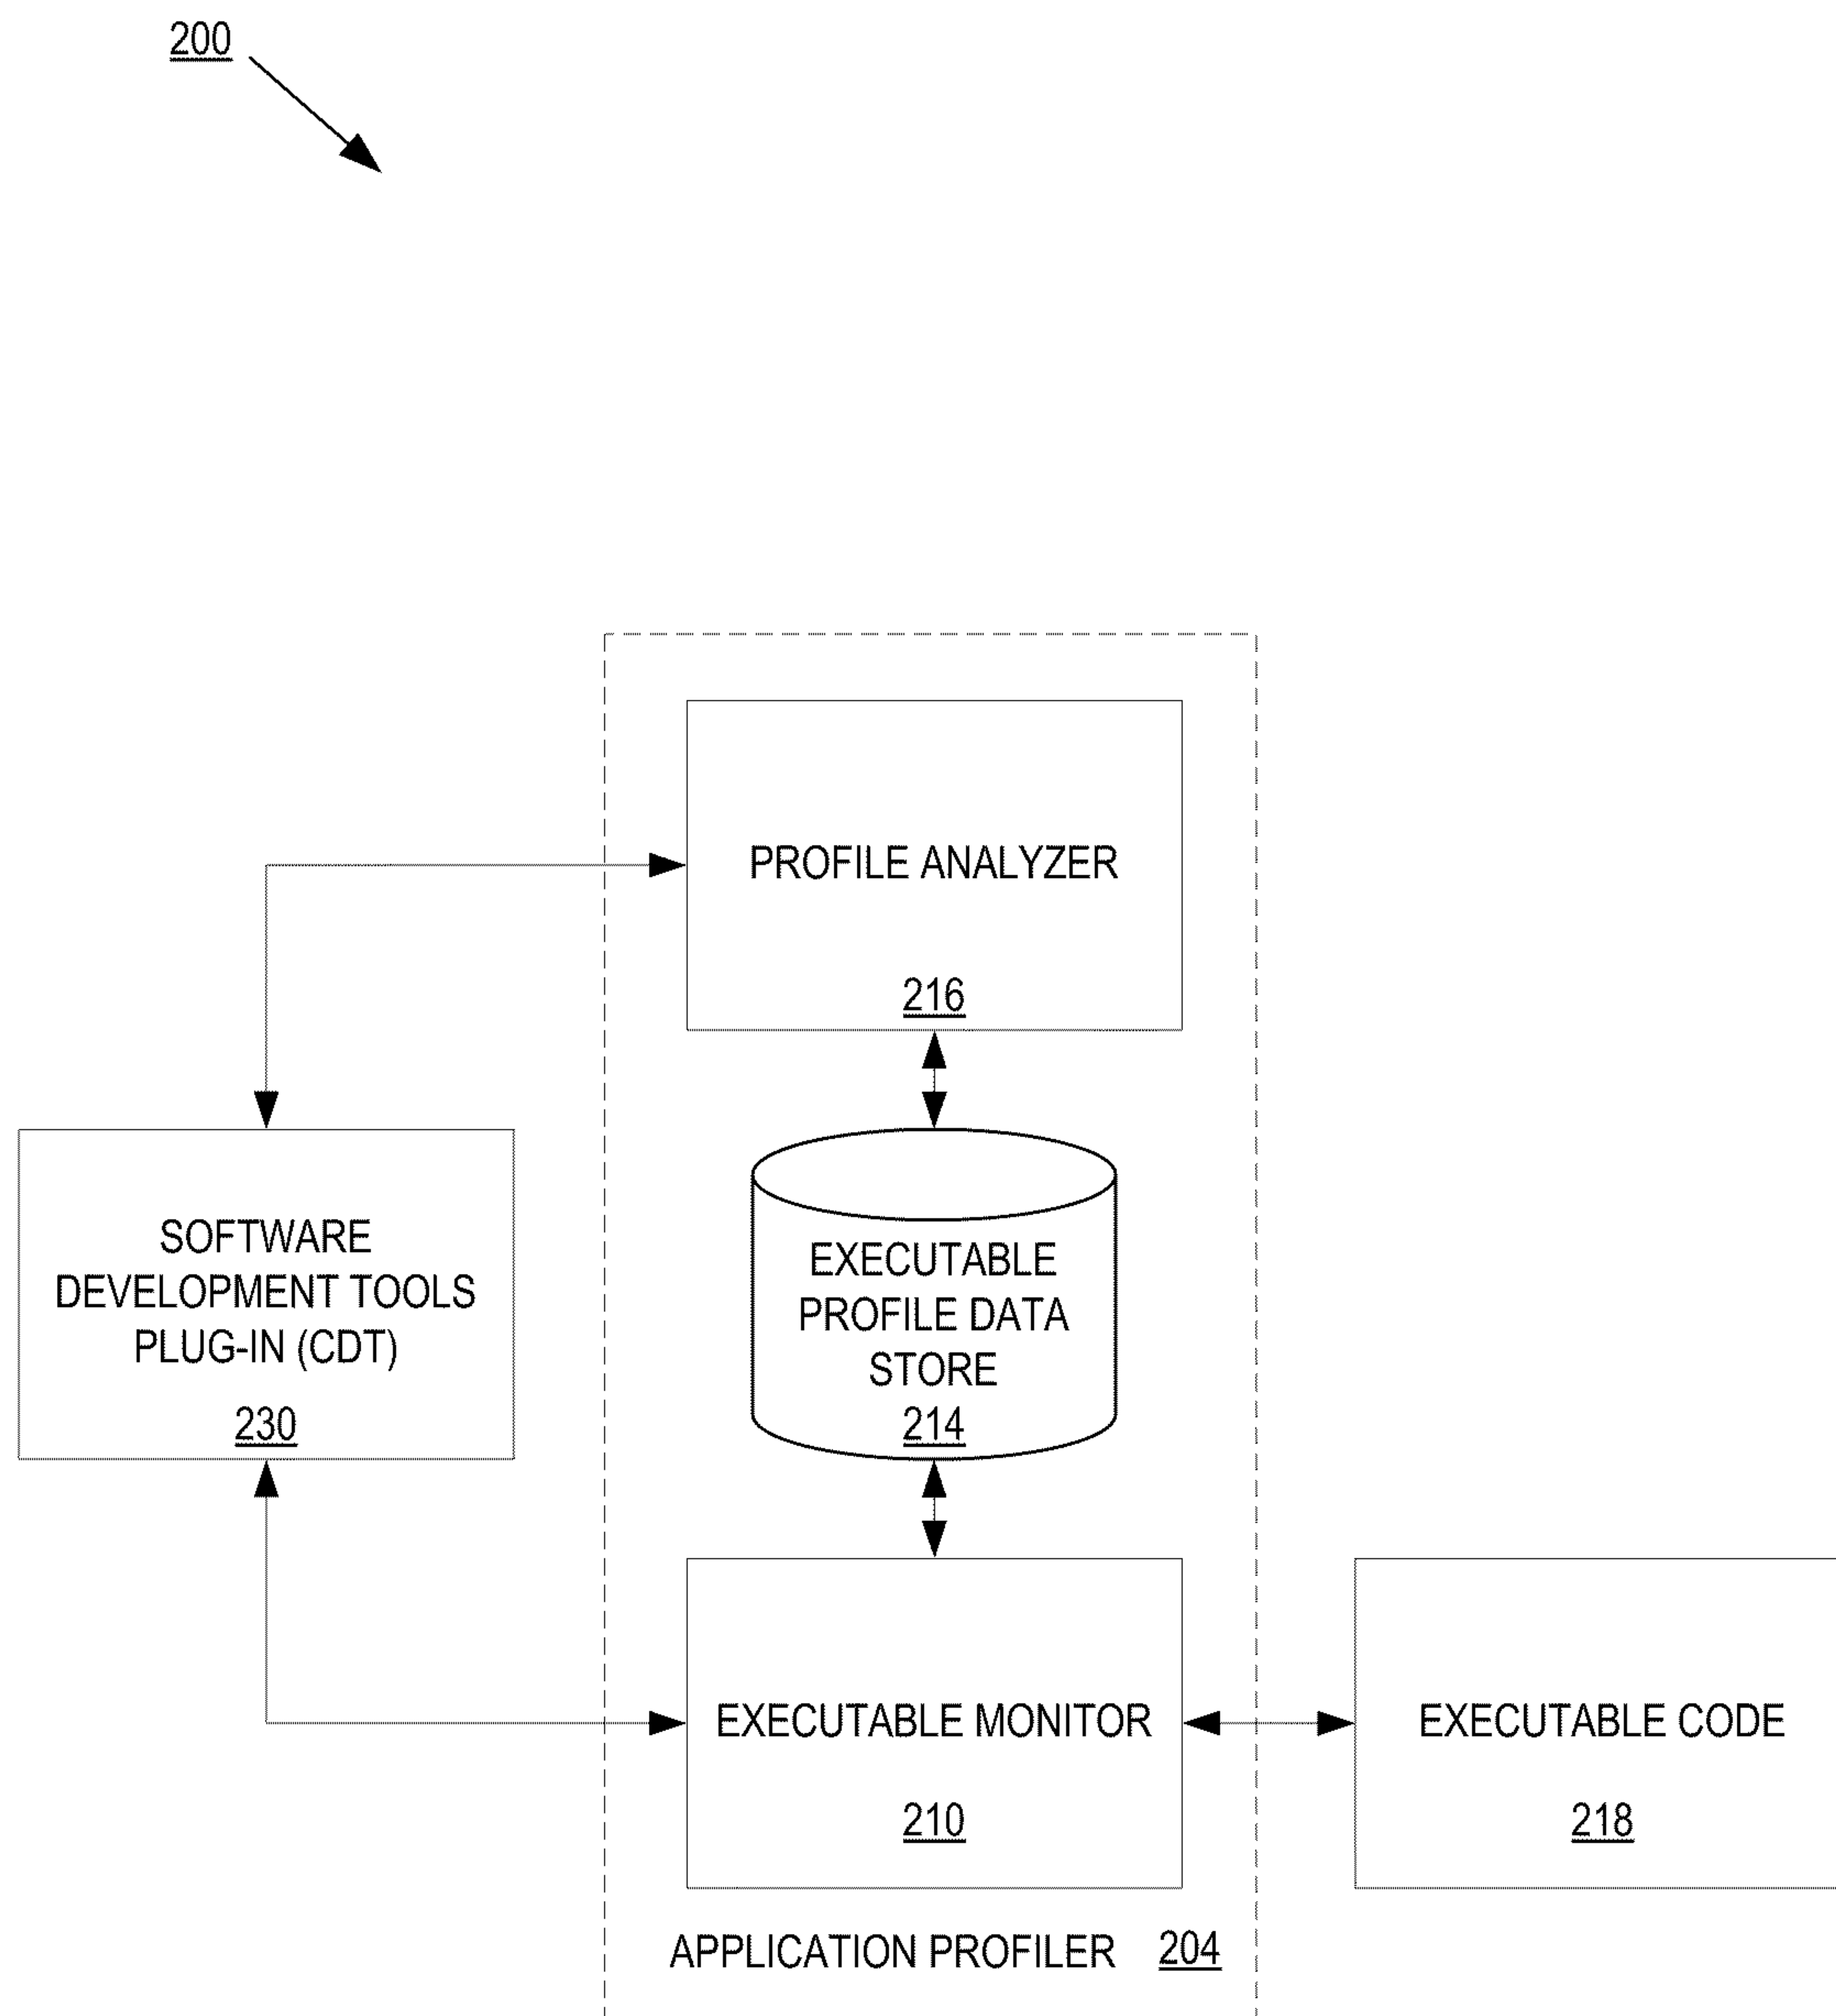 200
PROFILE ANALYZER
216
SOFTWARE
DEVELOPMENT TOOLS
PLUG-IN (CDT)
230
EXECUTABLE
PROFILE DATA
STORE
214
EXECUTABLE MONITOR
210
EXECUTABLE CODE
218
APPLICATION PROFILER 204